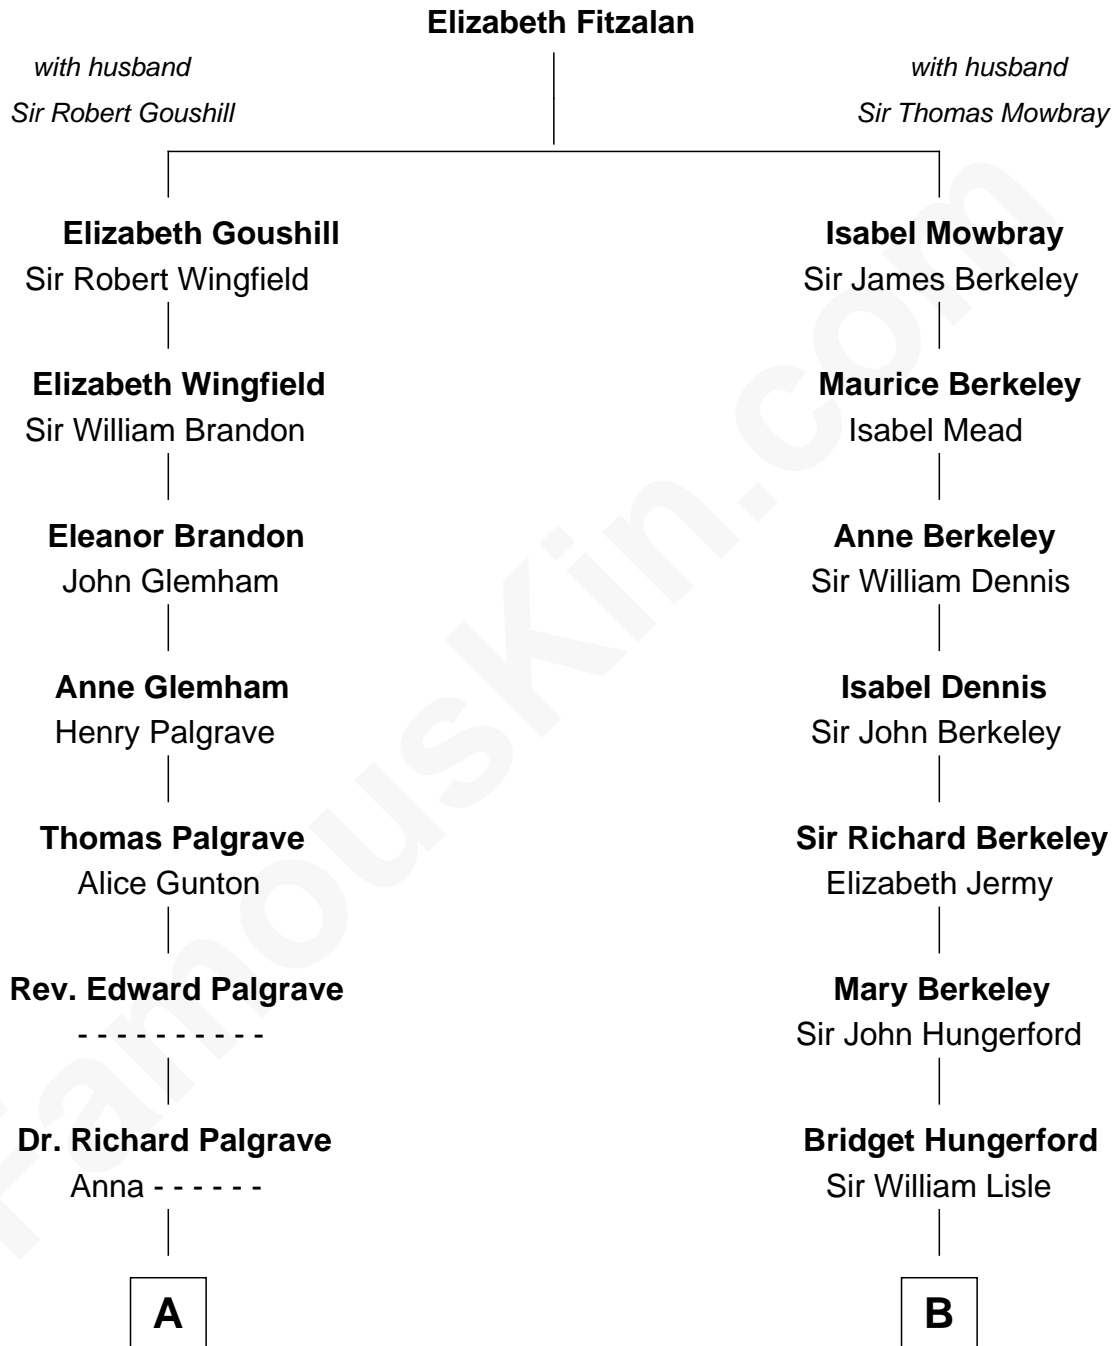 Elizabeth Fitzalan
with husband
Sir Robert Goushill
with husband
Sir Thomas Mowbray
Elizabeth Goushill
Sir Robert Wingfield
Isabel Mowbray
Sir James Berkeley
Elizabeth Wingfield
Sir William Brandon
Maurice Berkeley
Isabel Mead
Eleanor Brandon
John Glemham
Anne Berkeley
Sir William Dennis
Anne Glemham
Henry Palgrave
Isabel Dennis
Sir John Berkeley
Thomas Palgrave
Alice Gunton
Sir Richard Berkeley
Elizabeth Jermy
Rev. Edward Palgrave
- - - - - - - - - -
Mary Berkeley
Sir John Hungerford
Dr. Richard Palgrave
Anna - - - - - -
Bridget Hungerford
Sir William Lisle
A
B
FamousKin.com